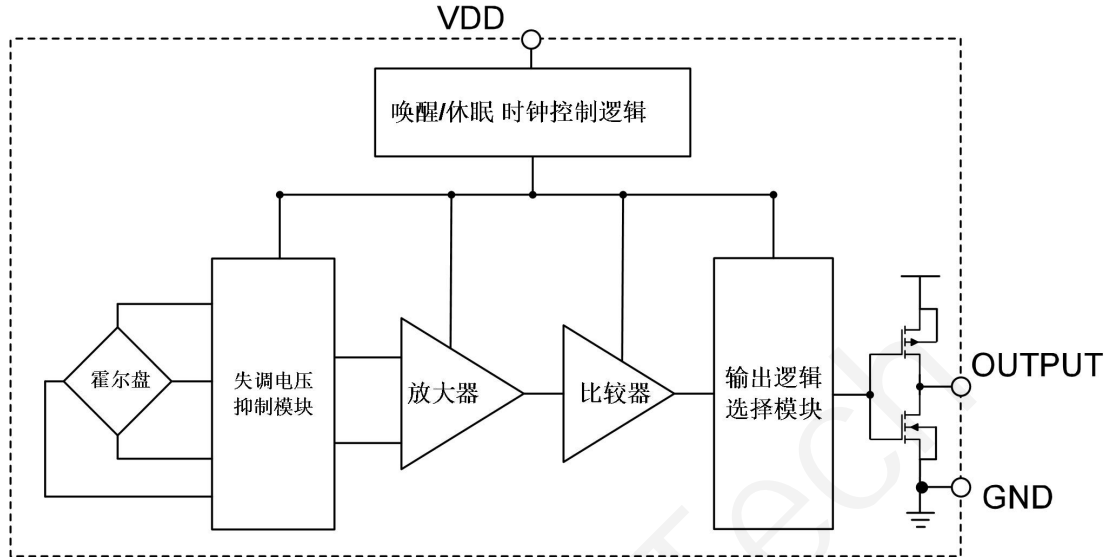 VDD
唤醒/休眠 时钟控制逻辑
霍尔盘
失调电压
抑制模块
放大器
比较器
输出逻辑
选择模块
OUTPUT
GND
Tech